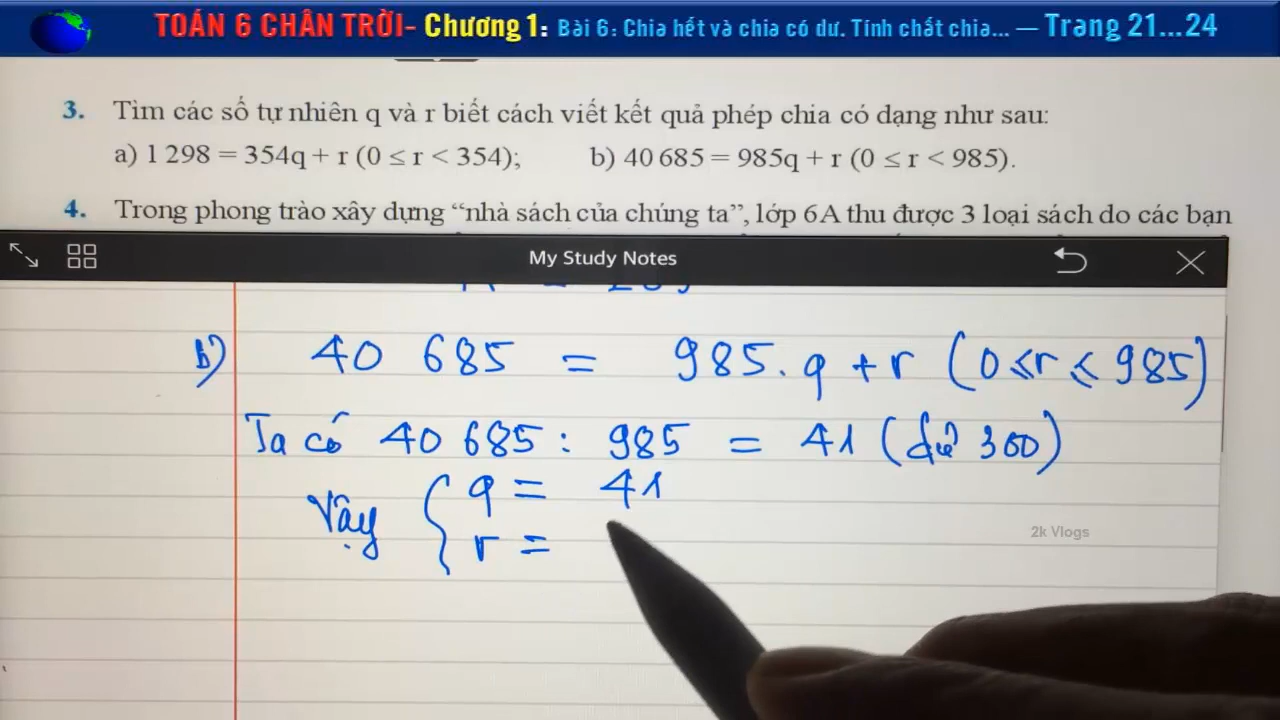 TOÁN 6 CHÂN TRỜI- Chương 1: Bài 6: Chia hết và chia có dư. Tính chất chia... — Trang 21...24
3. Tìm các số tự nhiên q và r biết cách viết kết quả phép chia có dạng như sau:
a) 1 298 = 354q + r (0 ≤ r < 354); b) 40 685 = 985q + r (0 ≤ r < 985).
4. Trong phong trào xây dựng “nhà sách của chúng ta”, lớp 6A thu được 3 loại sách do các bạn
My Study Notes
b) 40 685 = 985. q + r (0 ≤ r < 985)
Ta có 40 685 : 985 = 41 (dư 300)
Vậy { q = 41
r =
2k Vlogs